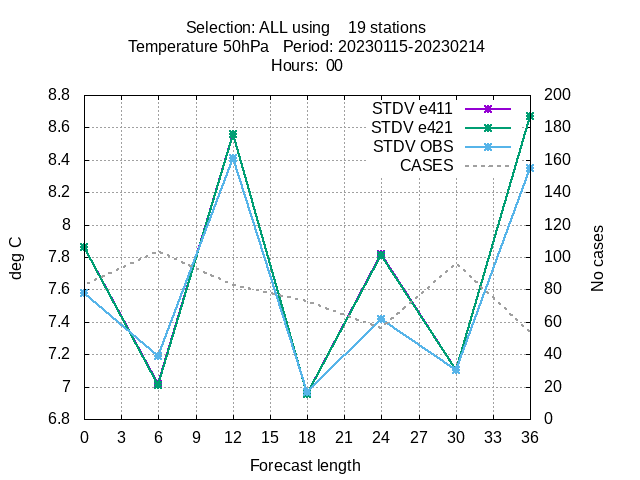 Selection: ALL using 19 stations
Temperature 50hPa Period: 20230115-20230214
Hours: 00
STDV e411
STDV e421
STDV OBS
CASES
8.8
8.6
8.4
8.2
8
7.8
7.6
7.4
7.2
7
6.8
deg C
200
180
160
140
120
100
80
60
40
20
0
No cases
0 3 6 9 12 15 18 21 24 27 30 33 36
Forecast length